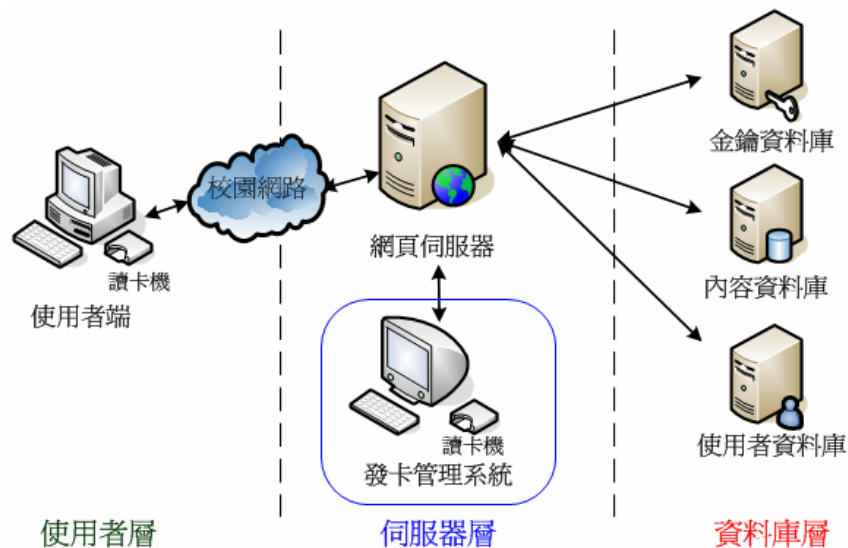 校園網路
讀卡機
使用者端
網頁伺服器
讀卡機
發卡管理系統
金鑰資料庫
內容資料庫
使用者資料庫
使用者層
伺服器層
資料庫層